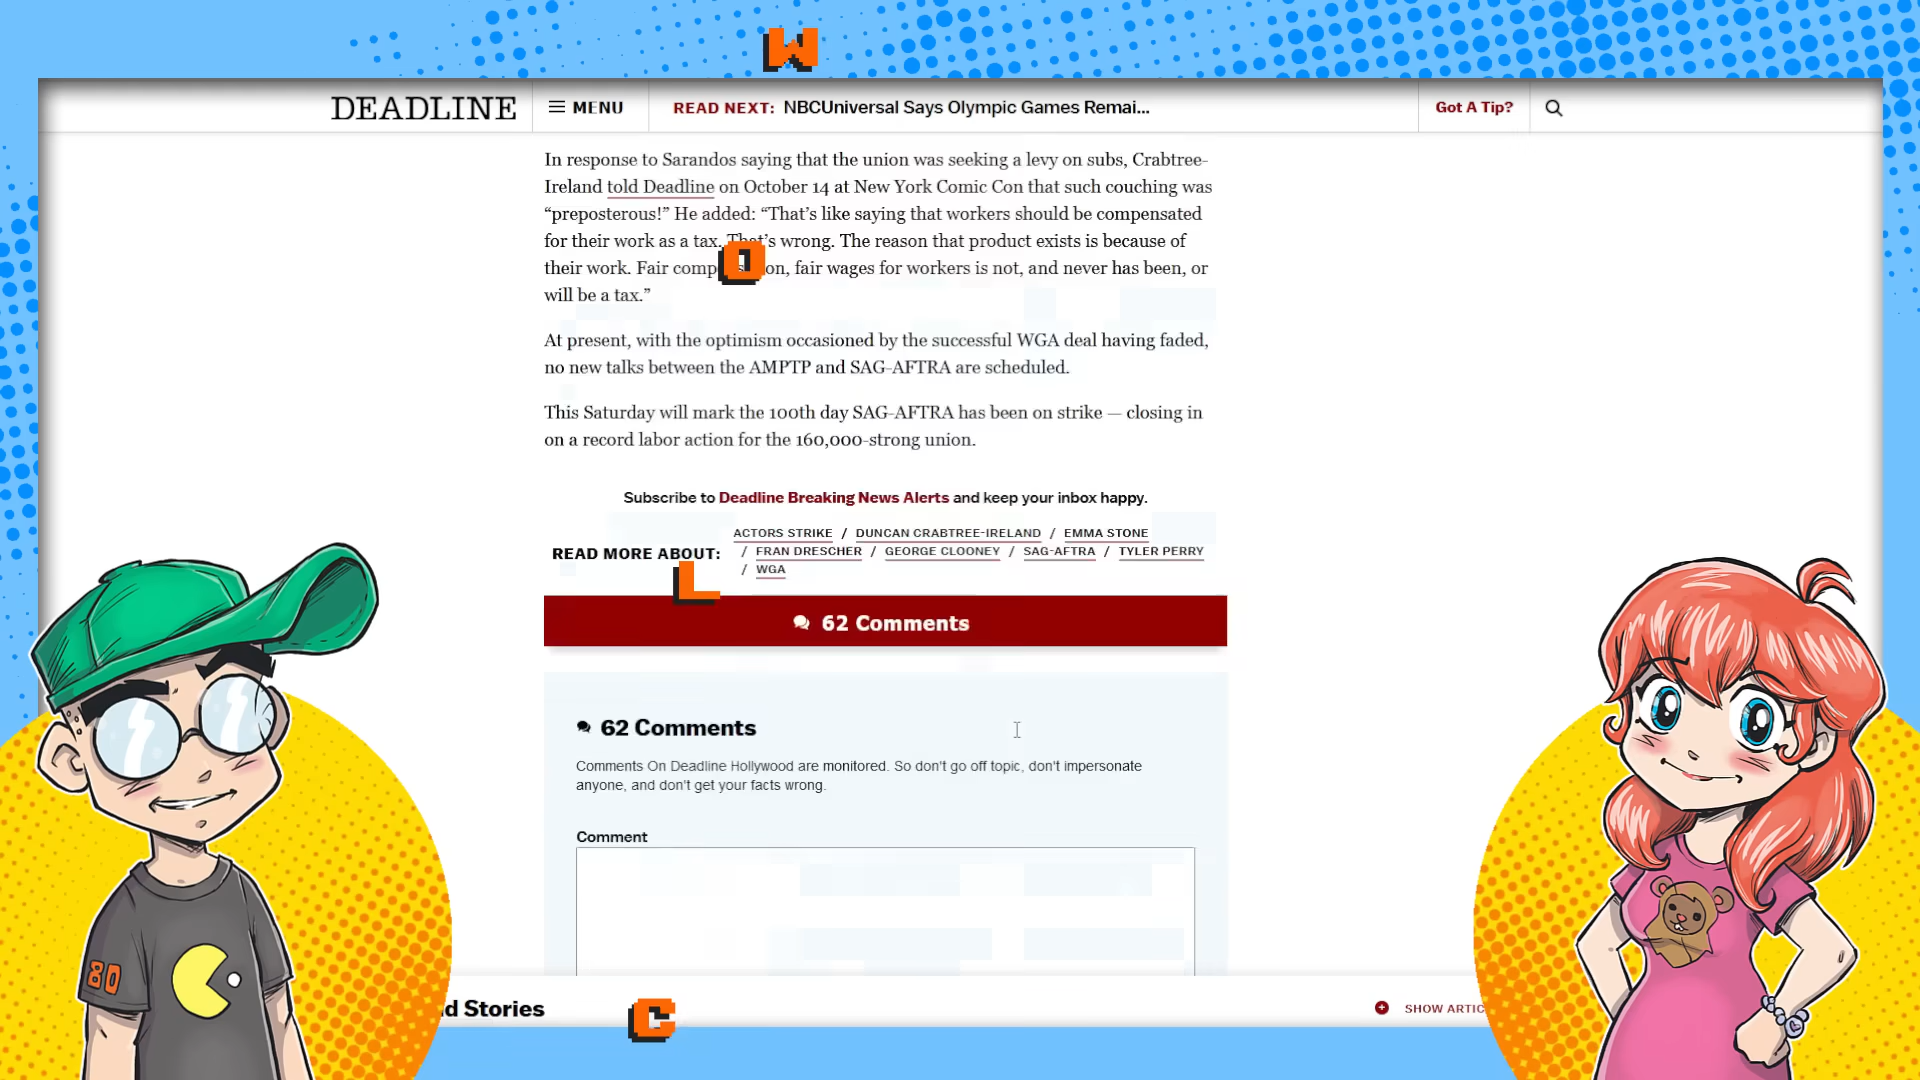 W
DEADLINE
MENU
READ NEXT: NBCUniversal Says Olympic Games Remai...
Got A Tip?
In response to Sarandos saying that the union was seeking a levy on subs, Crabtree-
Ireland told Deadline on October 14 at New York Comic Con that such couching was
“preposterous!” He added: “That’s like saying that workers should be compensated
for their work as a tax. That’s wrong. The reason that product exists is because of
their work. Fair comp on, fair wages for workers is not, and never has been, or
O
will be a tax.”
At present, with the optimism occasioned by the successful WGA deal having faded,
no new talks between the AMPTP and SAG-AFTRA are scheduled.
This Saturday will mark the 100th day SAG-AFTRA has been on strike — closing in
on a record labor action for the 160,000-strong union.
Subscribe to Deadline Breaking News Alerts and keep your inbox happy.
READ MORE ABOUT:
ACTORS STRIKE / DUNCAN CRABTREE-IRELAND / EMMA STONE
/ FRAN DRESCHER / GEORGE CLOONEY / SAG-AFTRA / TYLER PERRY
/ WGA
L
62 Comments
62 Comments
Comments On Deadline Hollywood are monitored. So don't go off topic, don't impersonate
anyone, and don't get your facts wrong.
Comment
80
d Stories
C
SHOW ARTIC